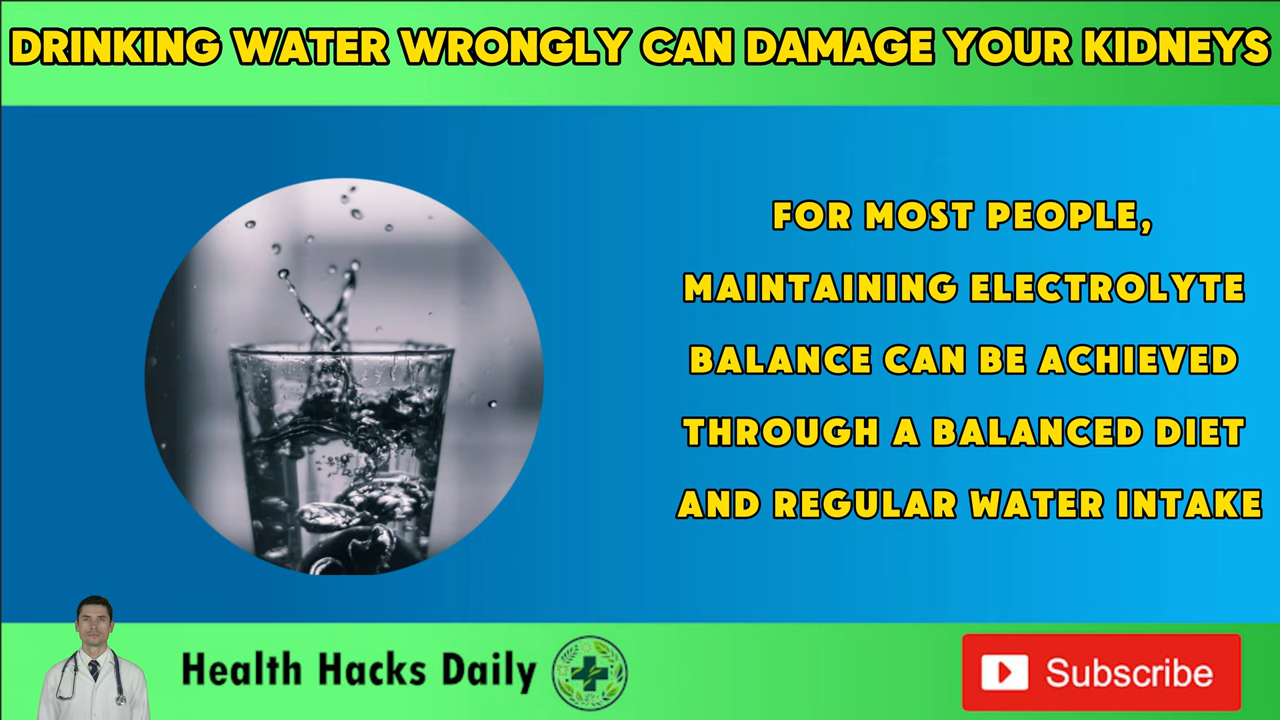 DRINKING WATER WRONGLY CAN DAMAGE YOUR KIDNEYS
FOR MOST PEOPLE,
MAINTAINING ELECTROLYTE
BALANCE CAN BE ACHIEVED
THROUGH A BALANCED DIET
AND REGULAR WATER INTAKE
Health Hacks Daily
Subscribe